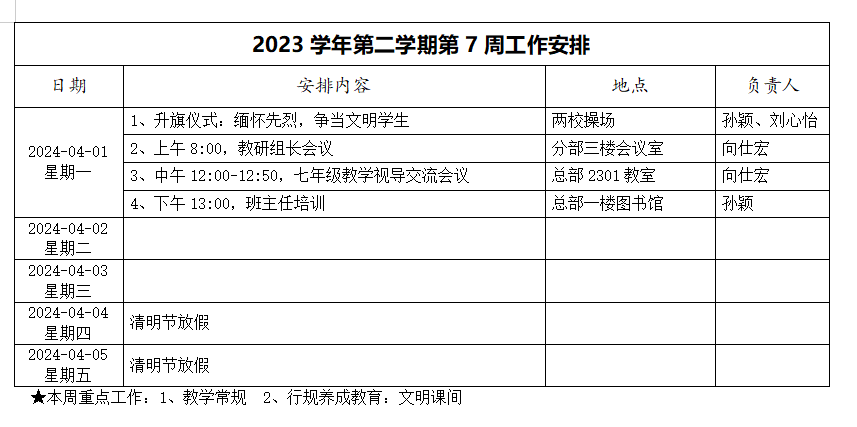 2023 学年第二学期第 7 周工作安排
日期 安排内容 地点 负责人
2024-04-01
星期一
1、升旗仪式：缅怀先烈，争当文明学生 两校操场 孙颖、刘心怡
2、上午 8:00，教研组长会议 分部三楼会议室 向仕宏
3、中午 12:00-12:50，七年级教学视导交流会议 总部 2301 教室 向仕宏
4、下午 13:00，班主任培训 总部一楼图书馆 孙颖
2024-04-02
星期二
2024-04-03
星期三
2024-04-04
星期四
清明节放假
2024-04-05
星期五
清明节放假
★本周重点工作：1、教学常规 2、行规养成教育：文明课间